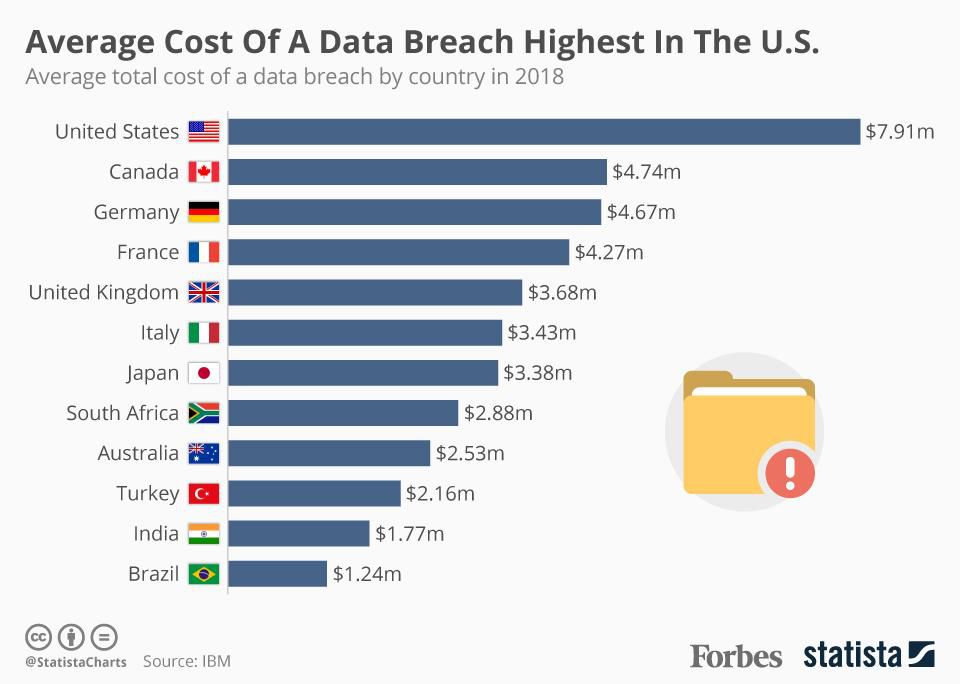 Average Cost Of A Data Breach Highest In The U.S.
Average total cost of a data breach by country in 2018
United States $7.91m
Canada $4.74m
Germany $4.67m
France $4.27m
United Kingdom $3.68m
Italy $3.43m
Japan $3.38m
South Africa $2.88m
Australia $2.53m
Turkey $2.16m
India $1.77m
Brazil $1.24m
cc
@StatistaCharts Source: IBM
Forbes statista